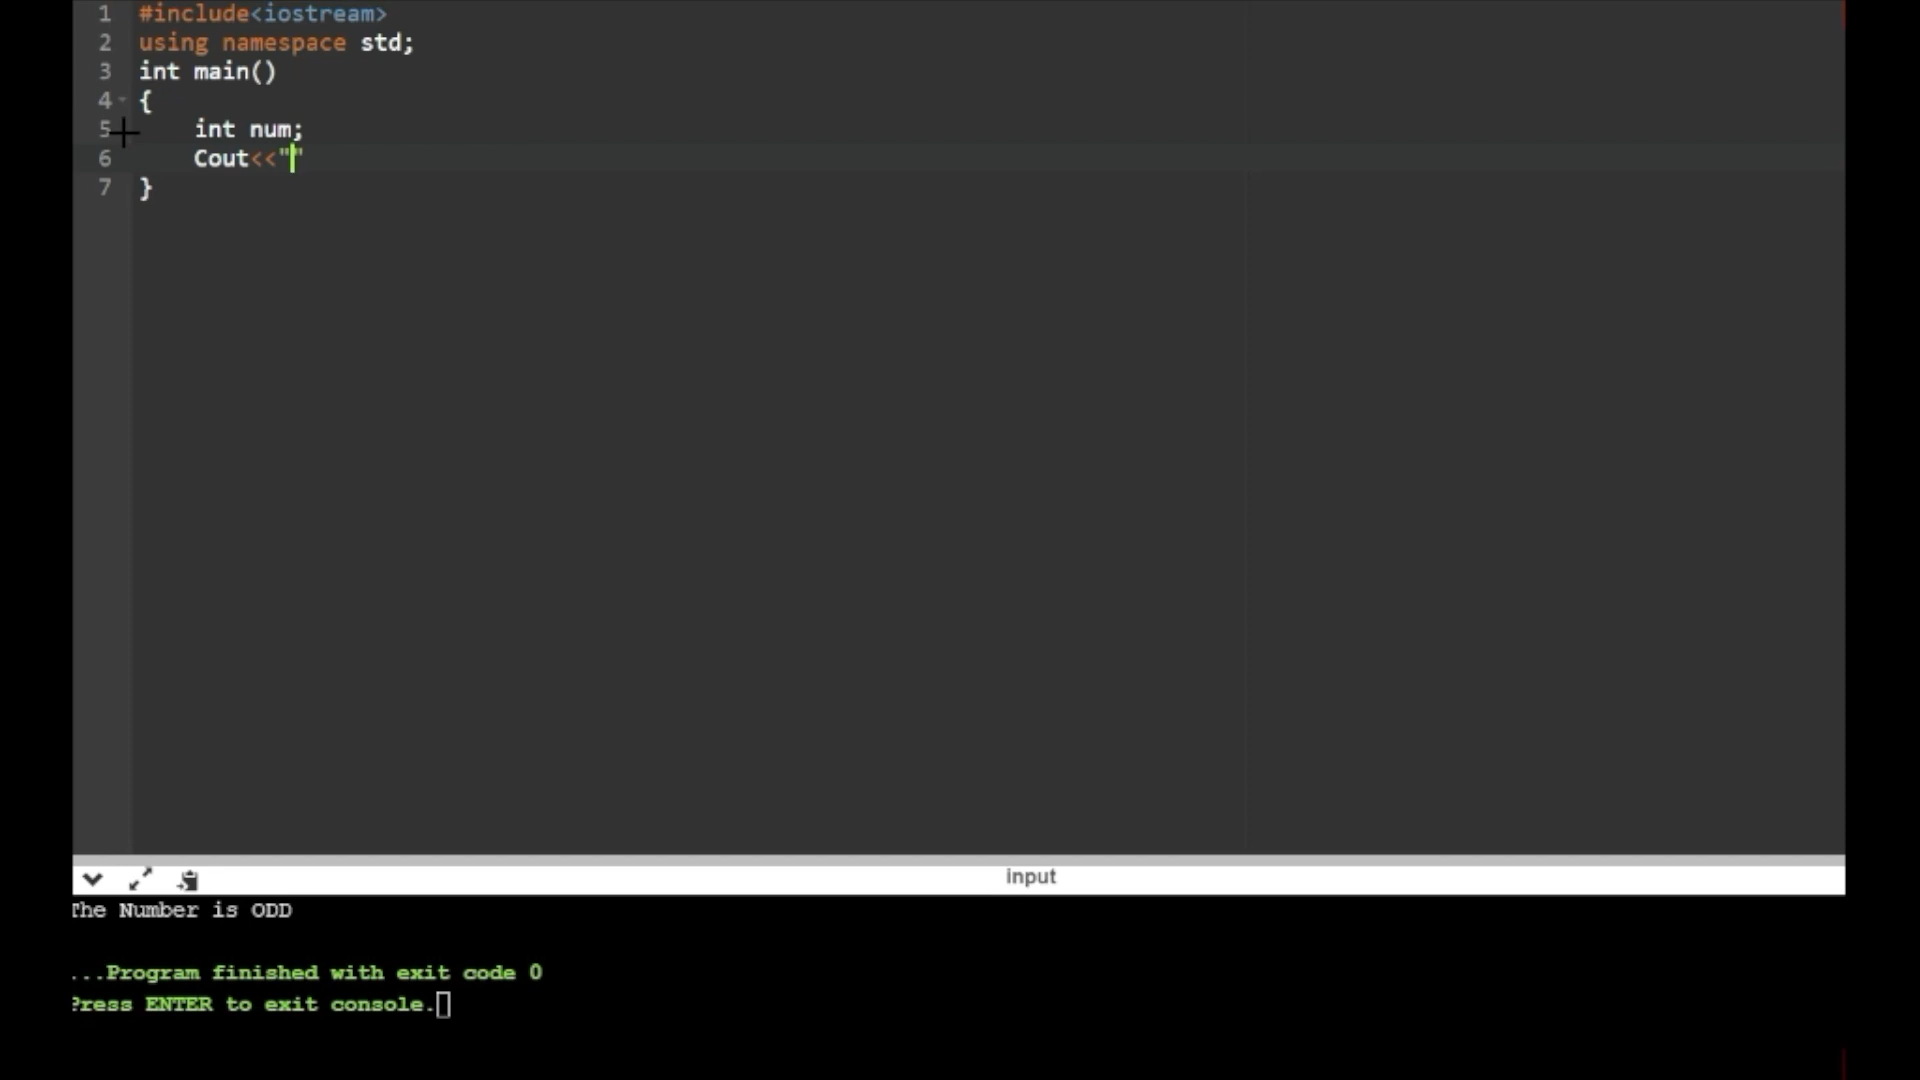 1 #include<iostream>
2 using namespace std;
3 int main()
4 {
5     int num;
6     Cout<<""
7 }
input
The Number is ODD
...Program finished with exit code 0
Press ENTER to exit console.